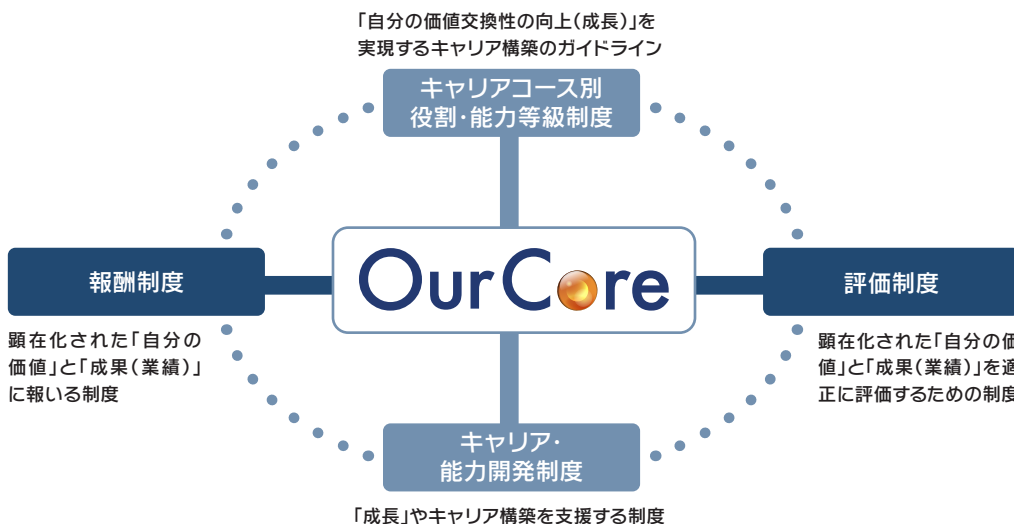 「自分の価値交換性の向上(成長)」を
実現するキャリア構築のガイドライン
キャリアコース別
役割・能力等級制度
報酬制度
OurCore
評価制度
顕在化された「自分の
価値」と「成果(業績)」
に報いる制度
顕在化された「自分の価
値」と「成果(業績)」を適
正に評価するための制度
キャリア・
能力開発制度
「成長」やキャリア構築を支援する制度